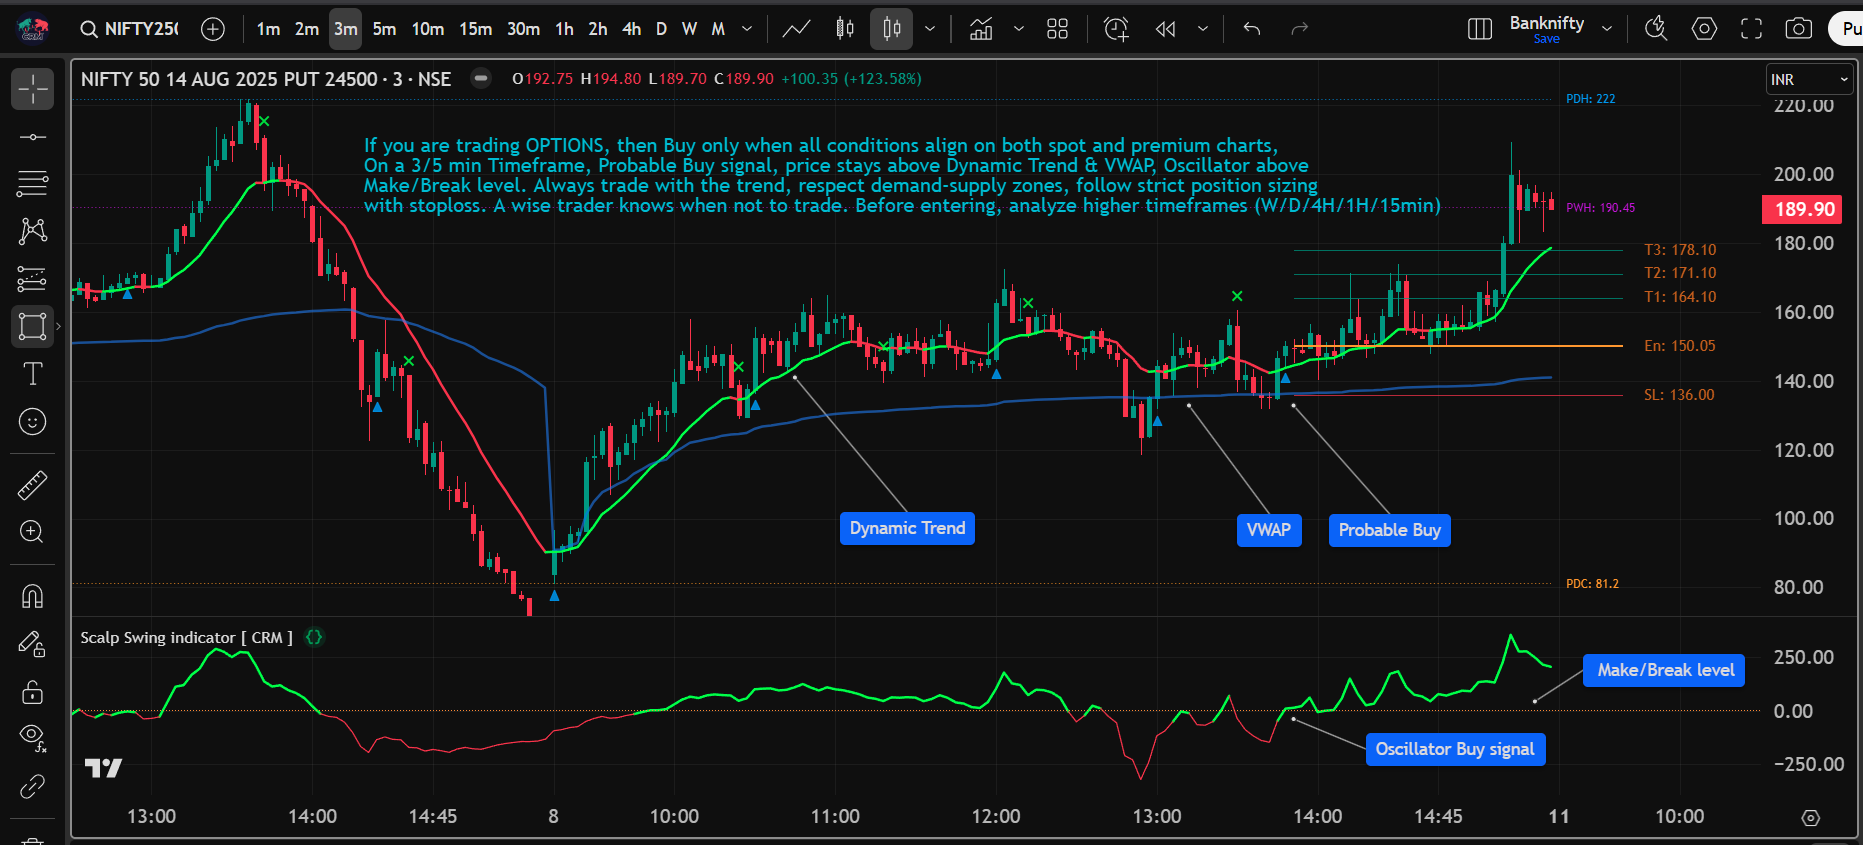 NIFTY250
1m 2m 3m 5m 10m 15m 30m 1h 2h 4h D W M
Banknifty
Save
Pu
NIFTY 50 14 AUG 2025 PUT 24500 · 3 · NSE
O192.75 H194.80 L189.70 C189.90 +100.35 (+123.58%)
INR
PDH: 222
220.00
If you are trading OPTIONS, then Buy only when all conditions align on both spot and premium charts,
On a 3/5 min Timeframe, Probable Buy signal, price stays above Dynamic Trend & VWAP, Oscillator above
Make/Break level. Always trade with the trend, respect demand-supply zones, follow strict position sizing
with stoploss. A wise trader knows when not to trade. Before entering, analyze higher timeframes (W/D/4H/1H/15min)
200.00
PWH: 190.45
189.90
180.00
T3: 178.10
T2: 171.10
T1: 164.10
160.00
En: 150.05
140.00
SL: 136.00
120.00
100.00
Dynamic Trend
VWAP
Probable Buy
PDC: 81.2
80.00
Scalp Swing indicator [ CRM ] {}
250.00
Make/Break level
0.00
Oscillator Buy signal
−250.00
13:00 14:00 14:45 8 10:00 11:00 12:00 13:00 14:00 14:45 11 10:00